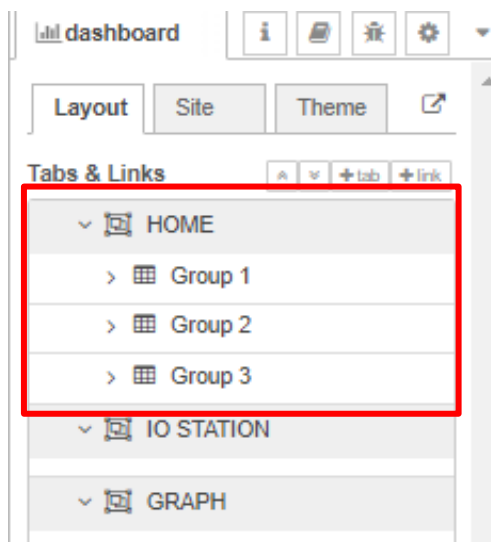 dashboard i
Layout Site Theme
Tabs & Links +tab +link
HOME
Group 1
Group 2
Group 3
IO STATION
GRAPH